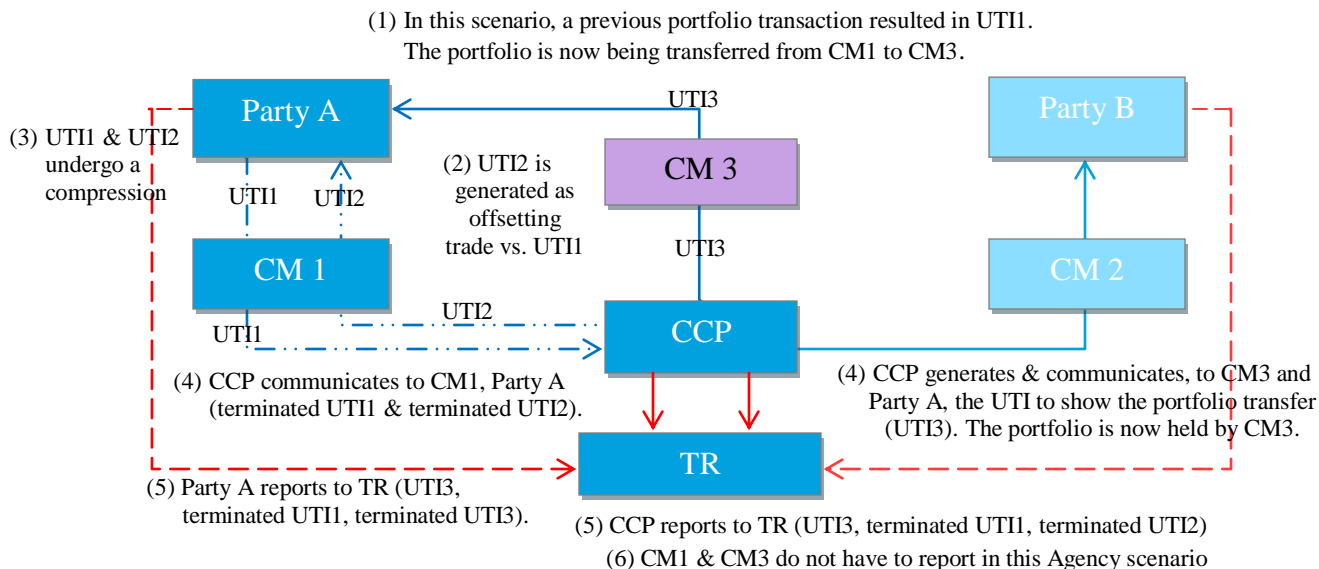 (1) In this scenario, a previous portfolio transaction resulted in UTI1.
The portfolio is now being transferred from CM1 to CM3.
Party A
UTI3
Party B
(3) UTI1 & UTI2
undergo a
compression
UTI1
UTI2
(2) UTI2 is
generated as
offsetting
trade vs. UTI1
CM 3
UTI3
CM 1
CM 2
UTI2
UTI1
CCP
(4) CCP communicates to CM1, Party A
(terminated UTI1 & terminated UTI2).
(4) CCP generates & communicates, to CM3 and
Party A, the UTI to show the portfolio transfer
(UTI3). The portfolio is now held by CM3.
TR
(5) Party A reports to TR (UTI3,
terminated UTI1, terminated UTI3).
(5) CCP reports to TR (UTI3, terminated UTI1, terminated UTI2)
(6) CM1 & CM3 do not have to report in this Agency scenario